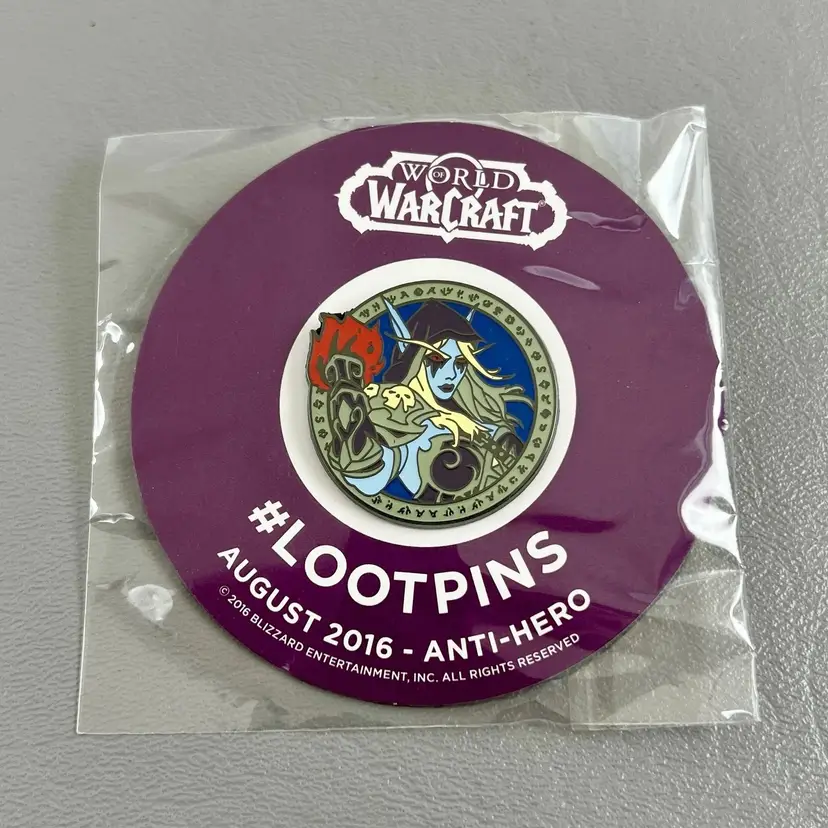 WORLD
OF
WARCRAFT®
#LOOTPINS
AUGUST 2016 - ANTI-HERO
© 2016 BLIZZARD ENTERTAINMENT, INC. ALL RIGHTS RESERVED